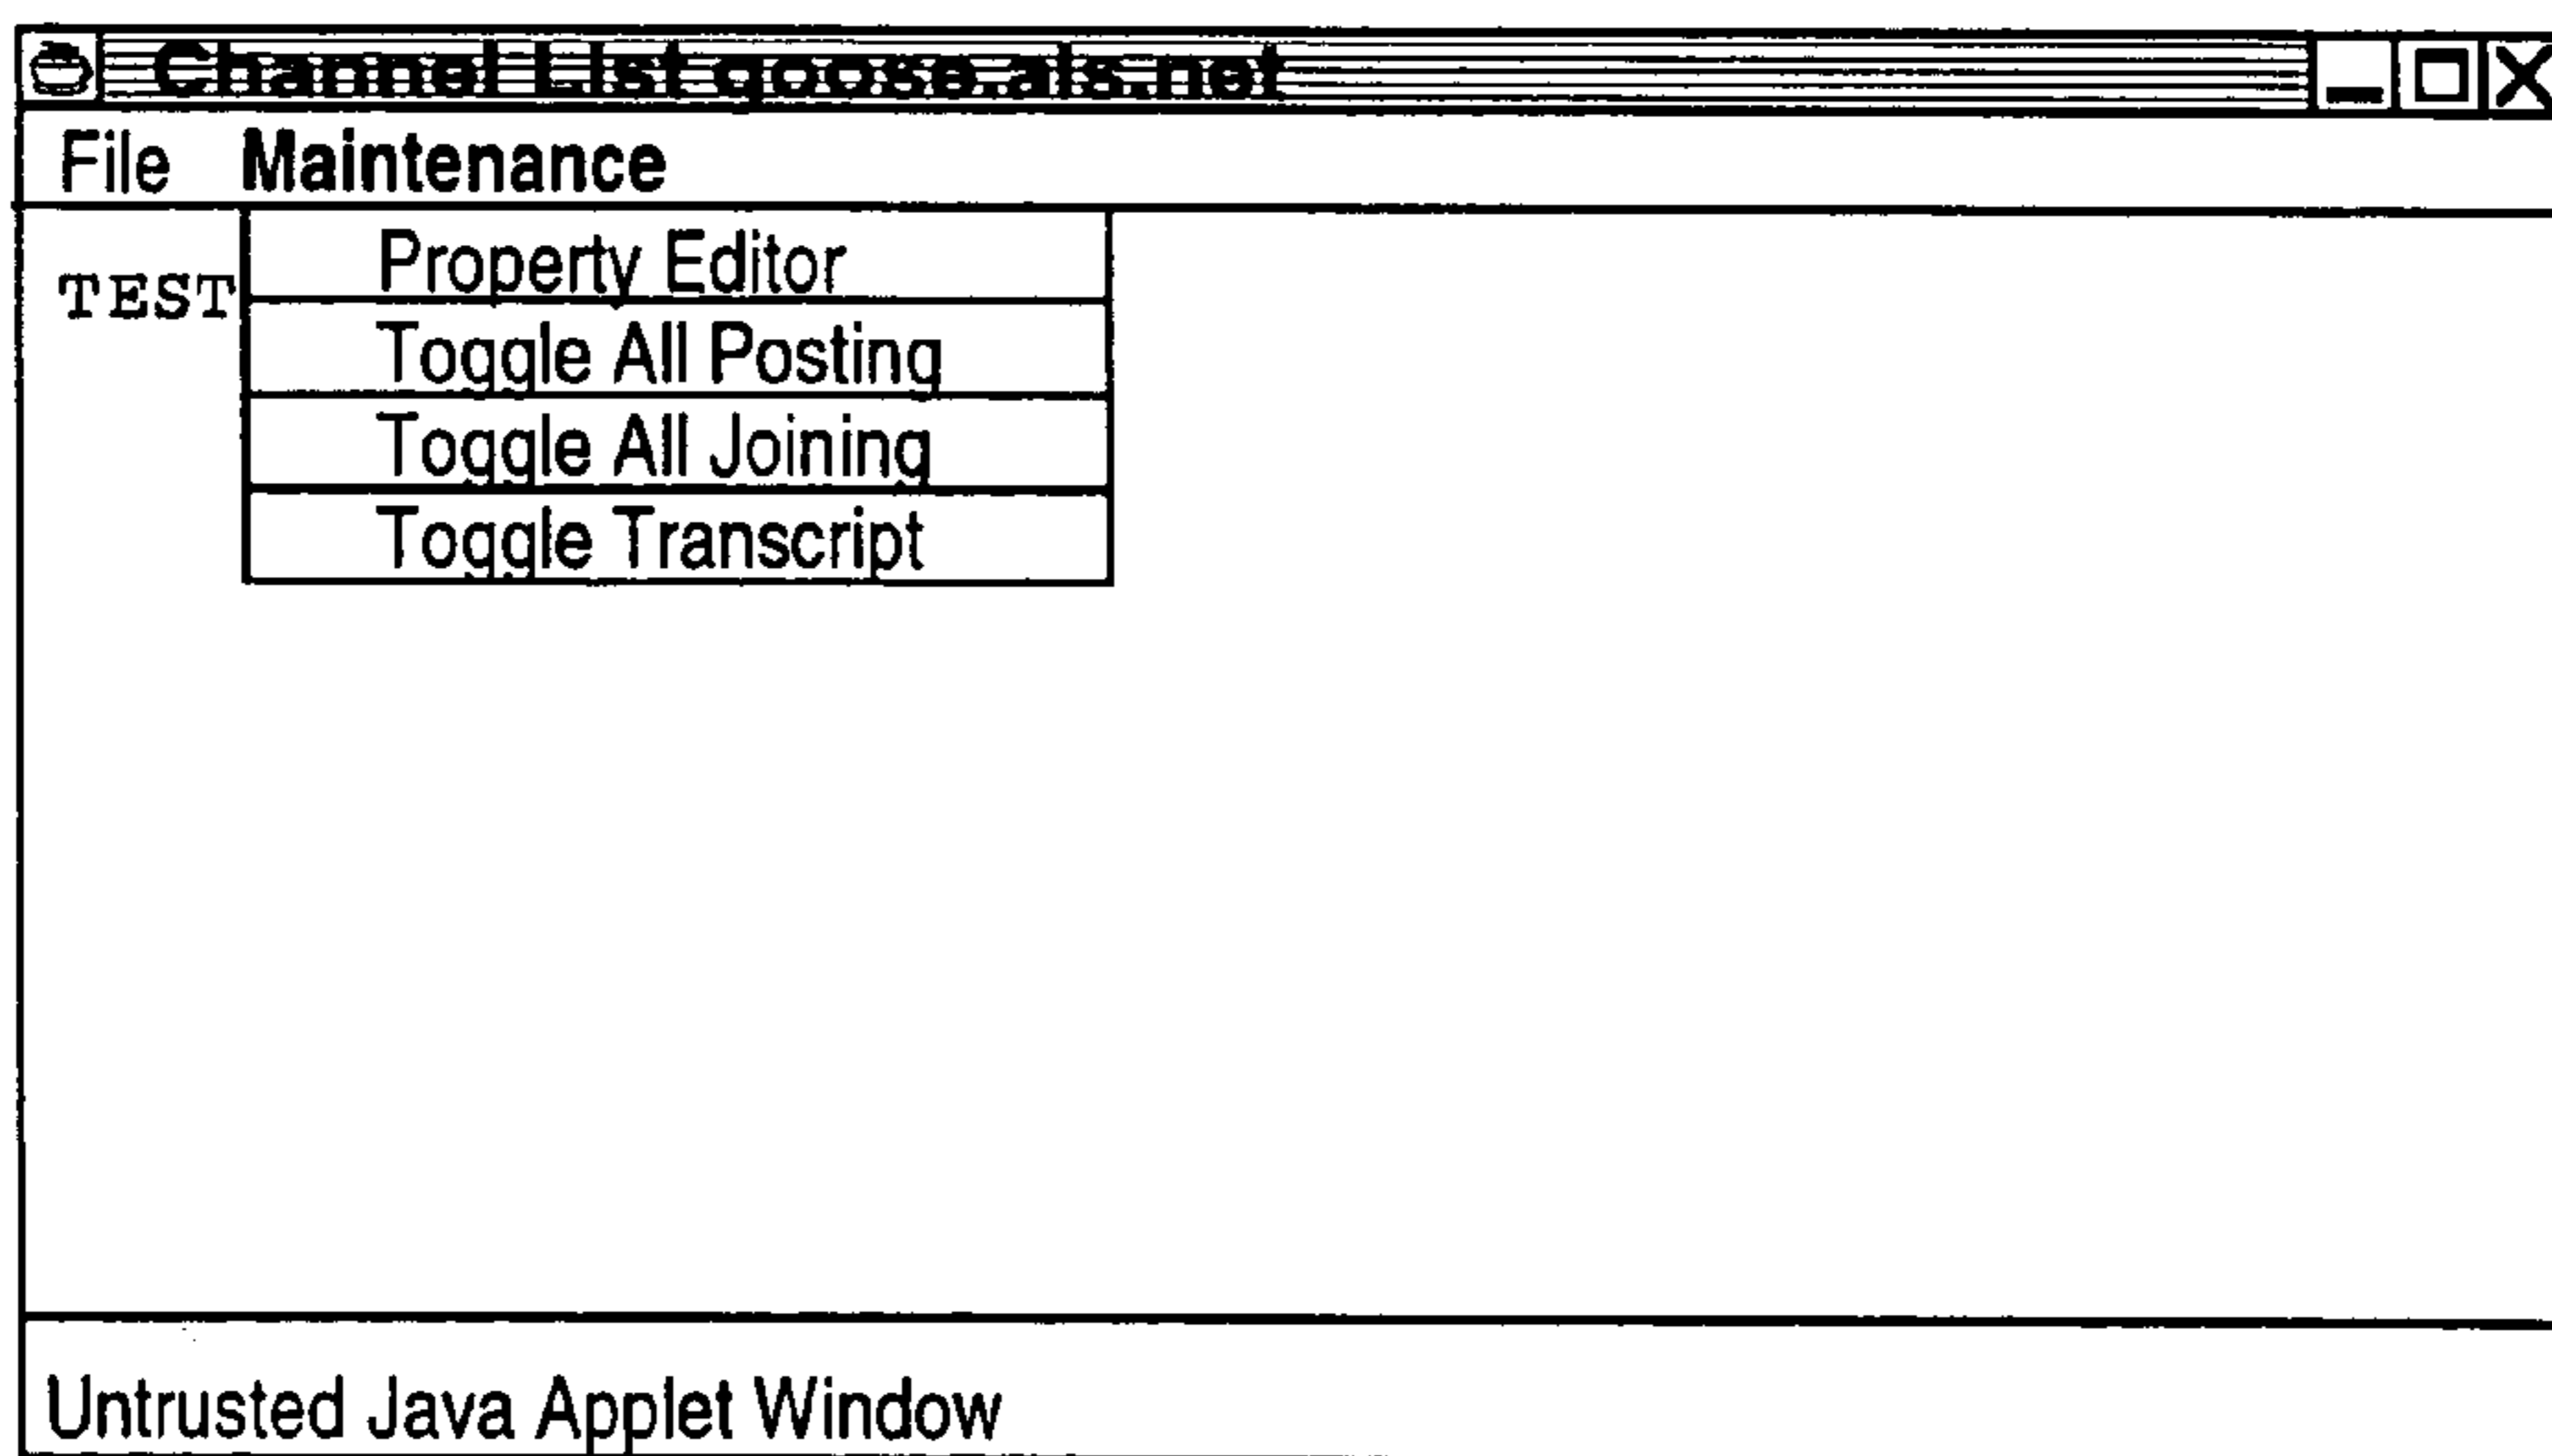 Channel List goose.als.net
File Maintenance
TEST
Property Editor
Toggle All Posting
Toggle All Joining
Toggle Transcript
Untrusted Java Applet Window